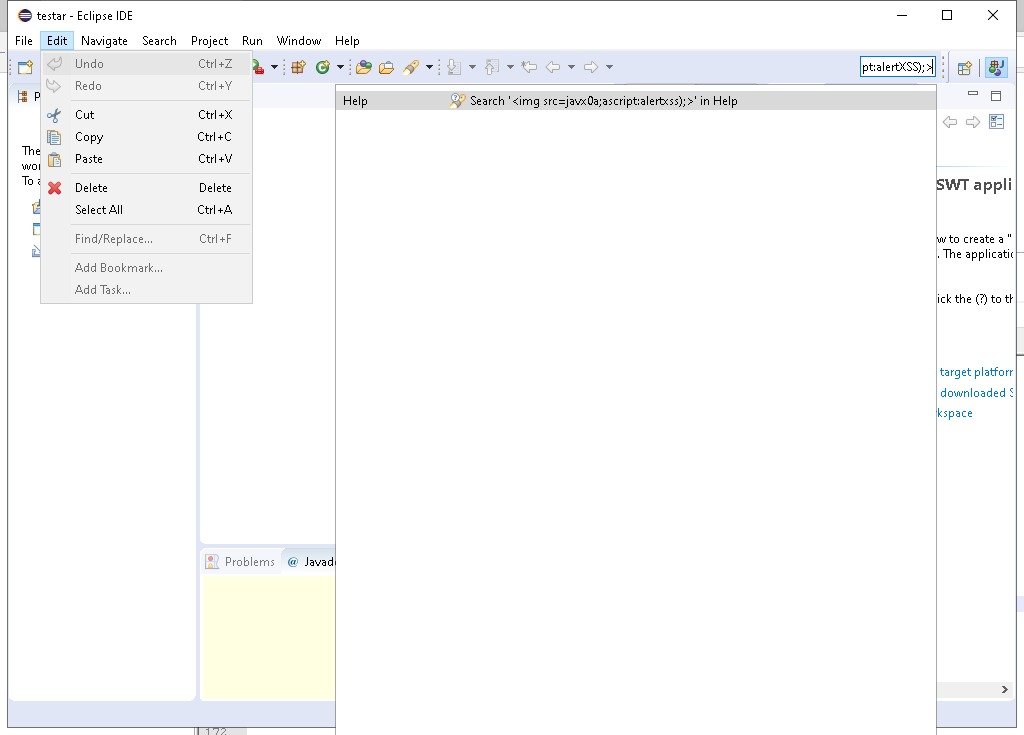 testar - Eclipse IDE
File Edit Navigate Search Project Run Window Help
Undo Ctrl+Z
pt:alertXSS);>
Redo Ctrl+Y
P
Help Search '<img src=javx0a;ascript:alertxss);>' in Help
Cut Ctrl+X
Copy Ctrl+C
The
Paste Ctrl+V
wor
To a
Delete Delete
SWT appli
Select All Ctrl+A
Find/Replace... Ctrl+F
w to create a "
. The applicatio
Add Bookmark...
Add Task...
ick the (?) to th
target platforn
downloaded S
kspace
Problems @ Javado
172